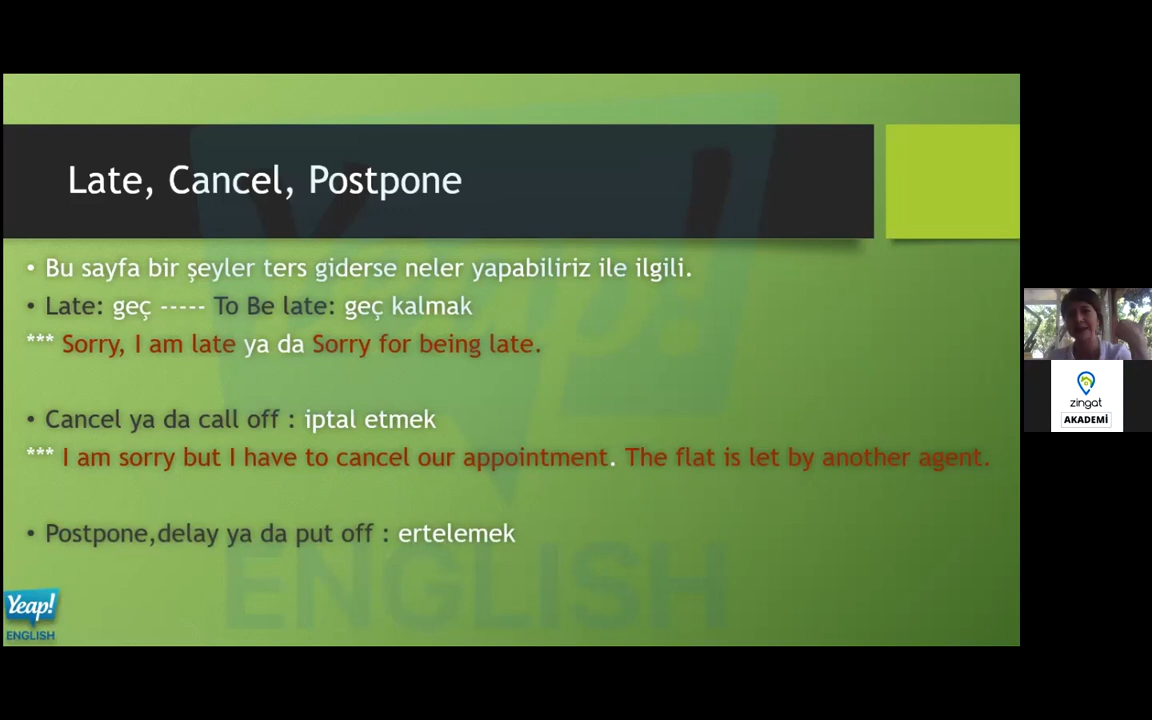 Late, Cancel, Postpone
• Bu sayfa bir şeyler ters giderse neler yapabiliriz ile ilgili.
• Late: geç ----- To Be late: geç kalmak
*** Sorry, I am late ya da Sorry for being late.
• Cancel ya da call off : iptal etmek
*** I am sorry but I have to cancel our appointment. The flat is let by another agent.
• Postpone,delay ya da put off : ertelemek
Yeap!
ENGLISH
Yeap!
ENGLISH
zingat
AKADEMİ